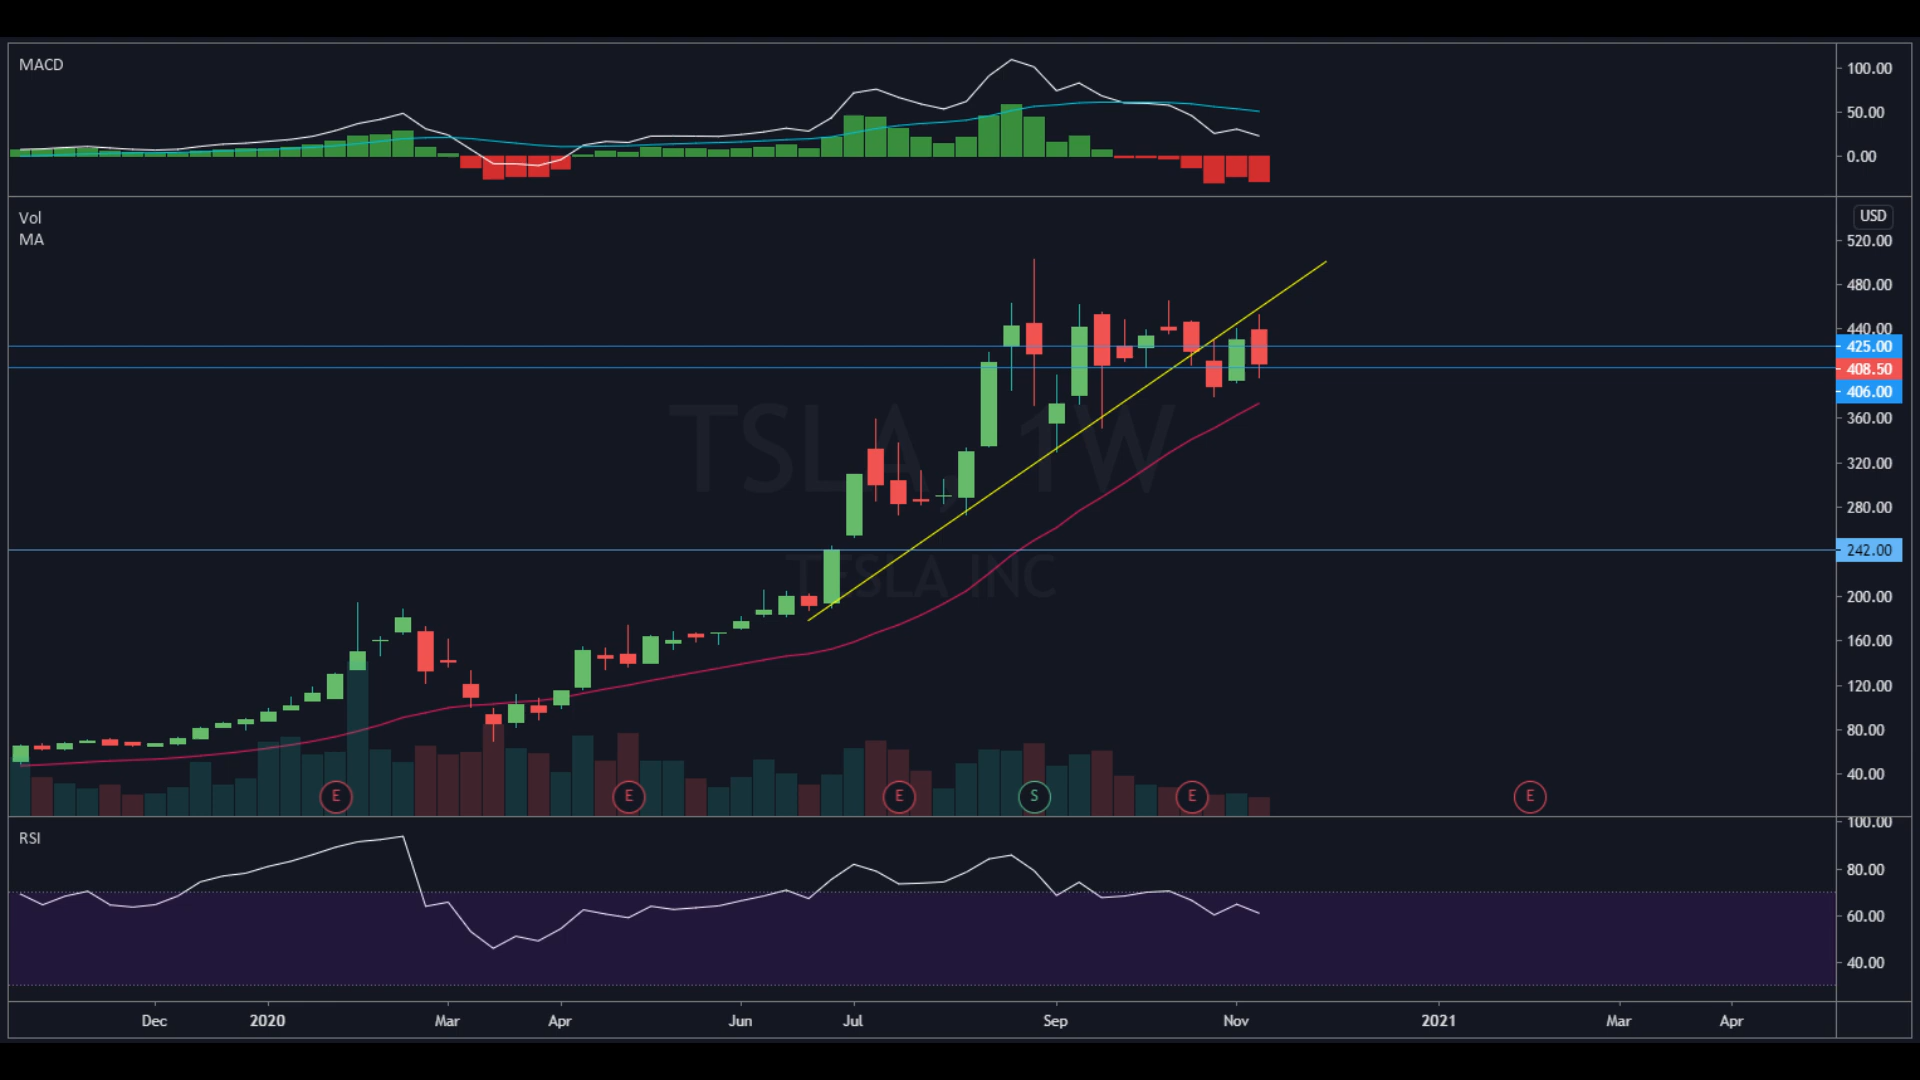 MACD
100.00
50.00
0.00
Vol
MA
USD
520.00
480.00
440.00
425.00
408.50
406.00
360.00
320.00
280.00
242.00
200.00
160.00
120.00
80.00
40.00
TSLA, 1W
TESLA INC
E
E
E
S
E
E
RSI
100.00
80.00
60.00
40.00
Dec 2020 Mar Apr Jun Jul Sep Nov 2021 Mar Apr